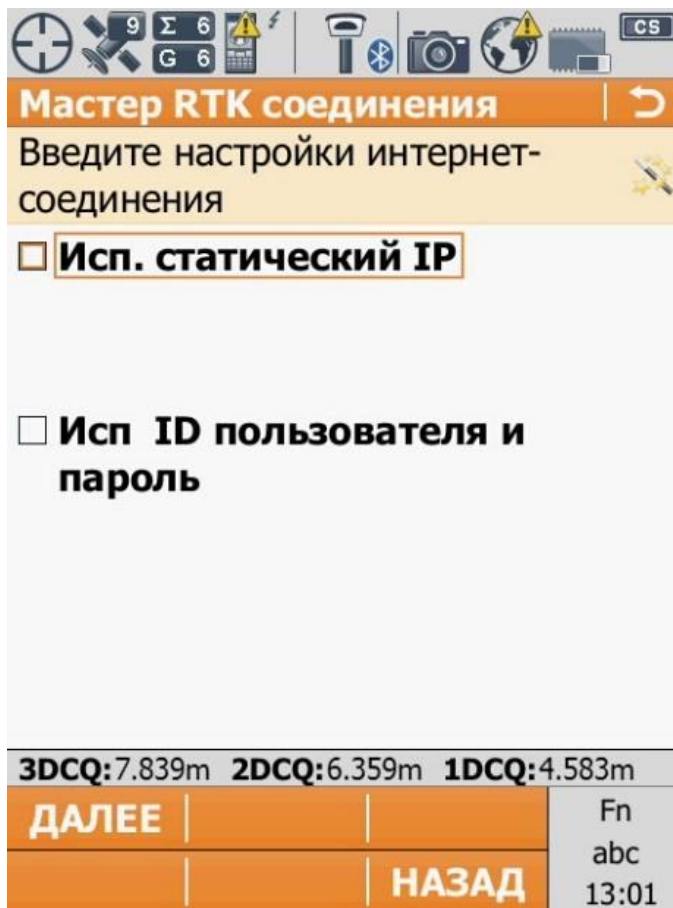 9 Σ 6 CS
G 6
Мастер RTK соединения
Введите настройки интернет-
соединения
Исп. статический IP
Исп ID пользователя и
пароль
3DCQ:7.839m 2DCQ:6.359m 1DCQ:4.583m
ДАЛЕЕ Fn
abc
НАЗАД 13:01